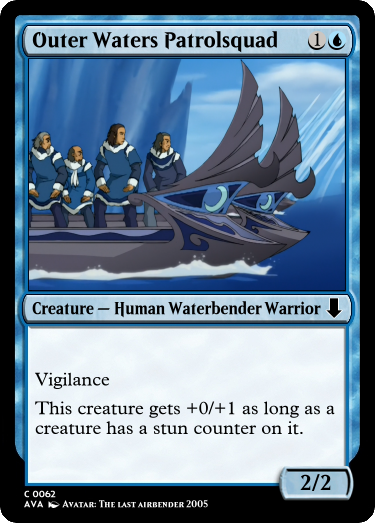 Outer Waters Patrolsquad 1
Creature — Human Waterbender Warrior
Vigilance
This creature gets +0/+1 as long as a
creature has a stun counter on it.
2/2
C 0062
AVA Avatar: The last airbender 2005